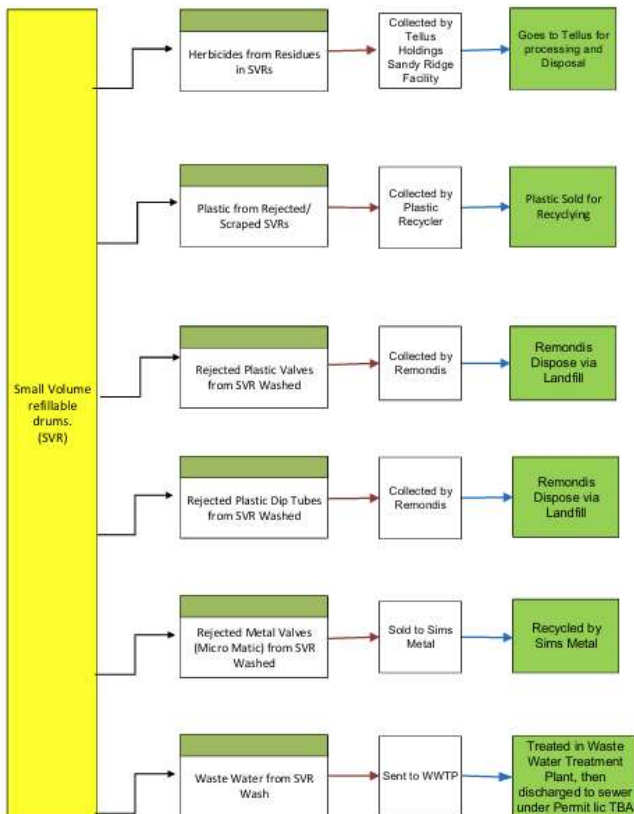 Small Volume
refillable
drums.
(SVR)
Herbicides from Residues
in SVRs
Collected by
Tellus
Holdings
Sandy Ridge
Facility
Goes to Tellus for
processing and
Disposal
Plastic from Rejected/
Scraped SVRs
Collected by
Plastic
Recycler
Plastic Sold for
Recyclying
Rejected Plastic Valves
from SVR Washed
Collected by
Remondis
Remondis
Dispose via
Landfill
Rejected Plastic Dip Tubes
from SVR Washed
Collected by
Remondis
Remondis
Dispose via
Landfill
Rejected Metal Valves
(Micro Matic) from SVR
Washed
Sold to Sims
Metal
Recycled by
Sims Metal
Waste Water from SVR
Wash
Sent to WWTP
Treated in Waste
Water Treatment
Plant, then
discharged to sewer
under Permit lic TBA